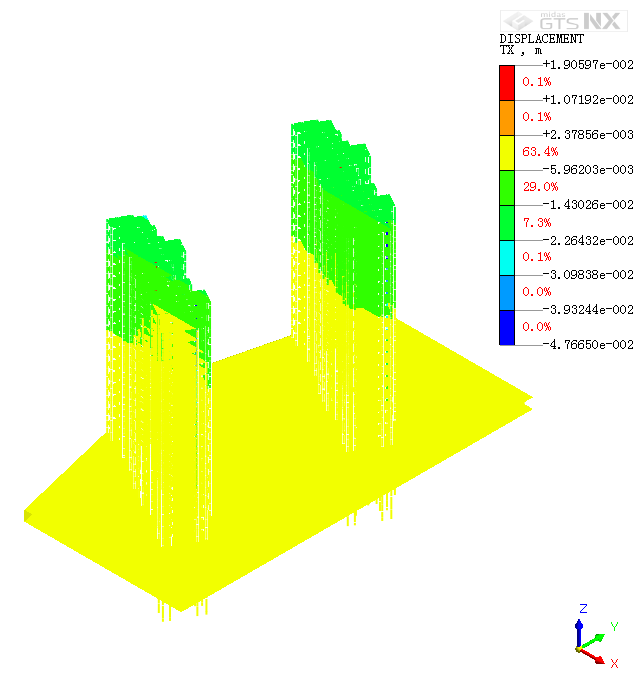 midas
GTS NX
DISPLACEMENT
TX , m
+1.90597e-002
0.1%
+1.07192e-002
0.1%
+2.37856e-003
63.4%
-5.96203e-003
29.0%
-1.43026e-002
7.3%
-2.26432e-002
0.1%
-3.09838e-002
0.0%
-3.93244e-002
0.0%
-4.76650e-002
Z
Y
X